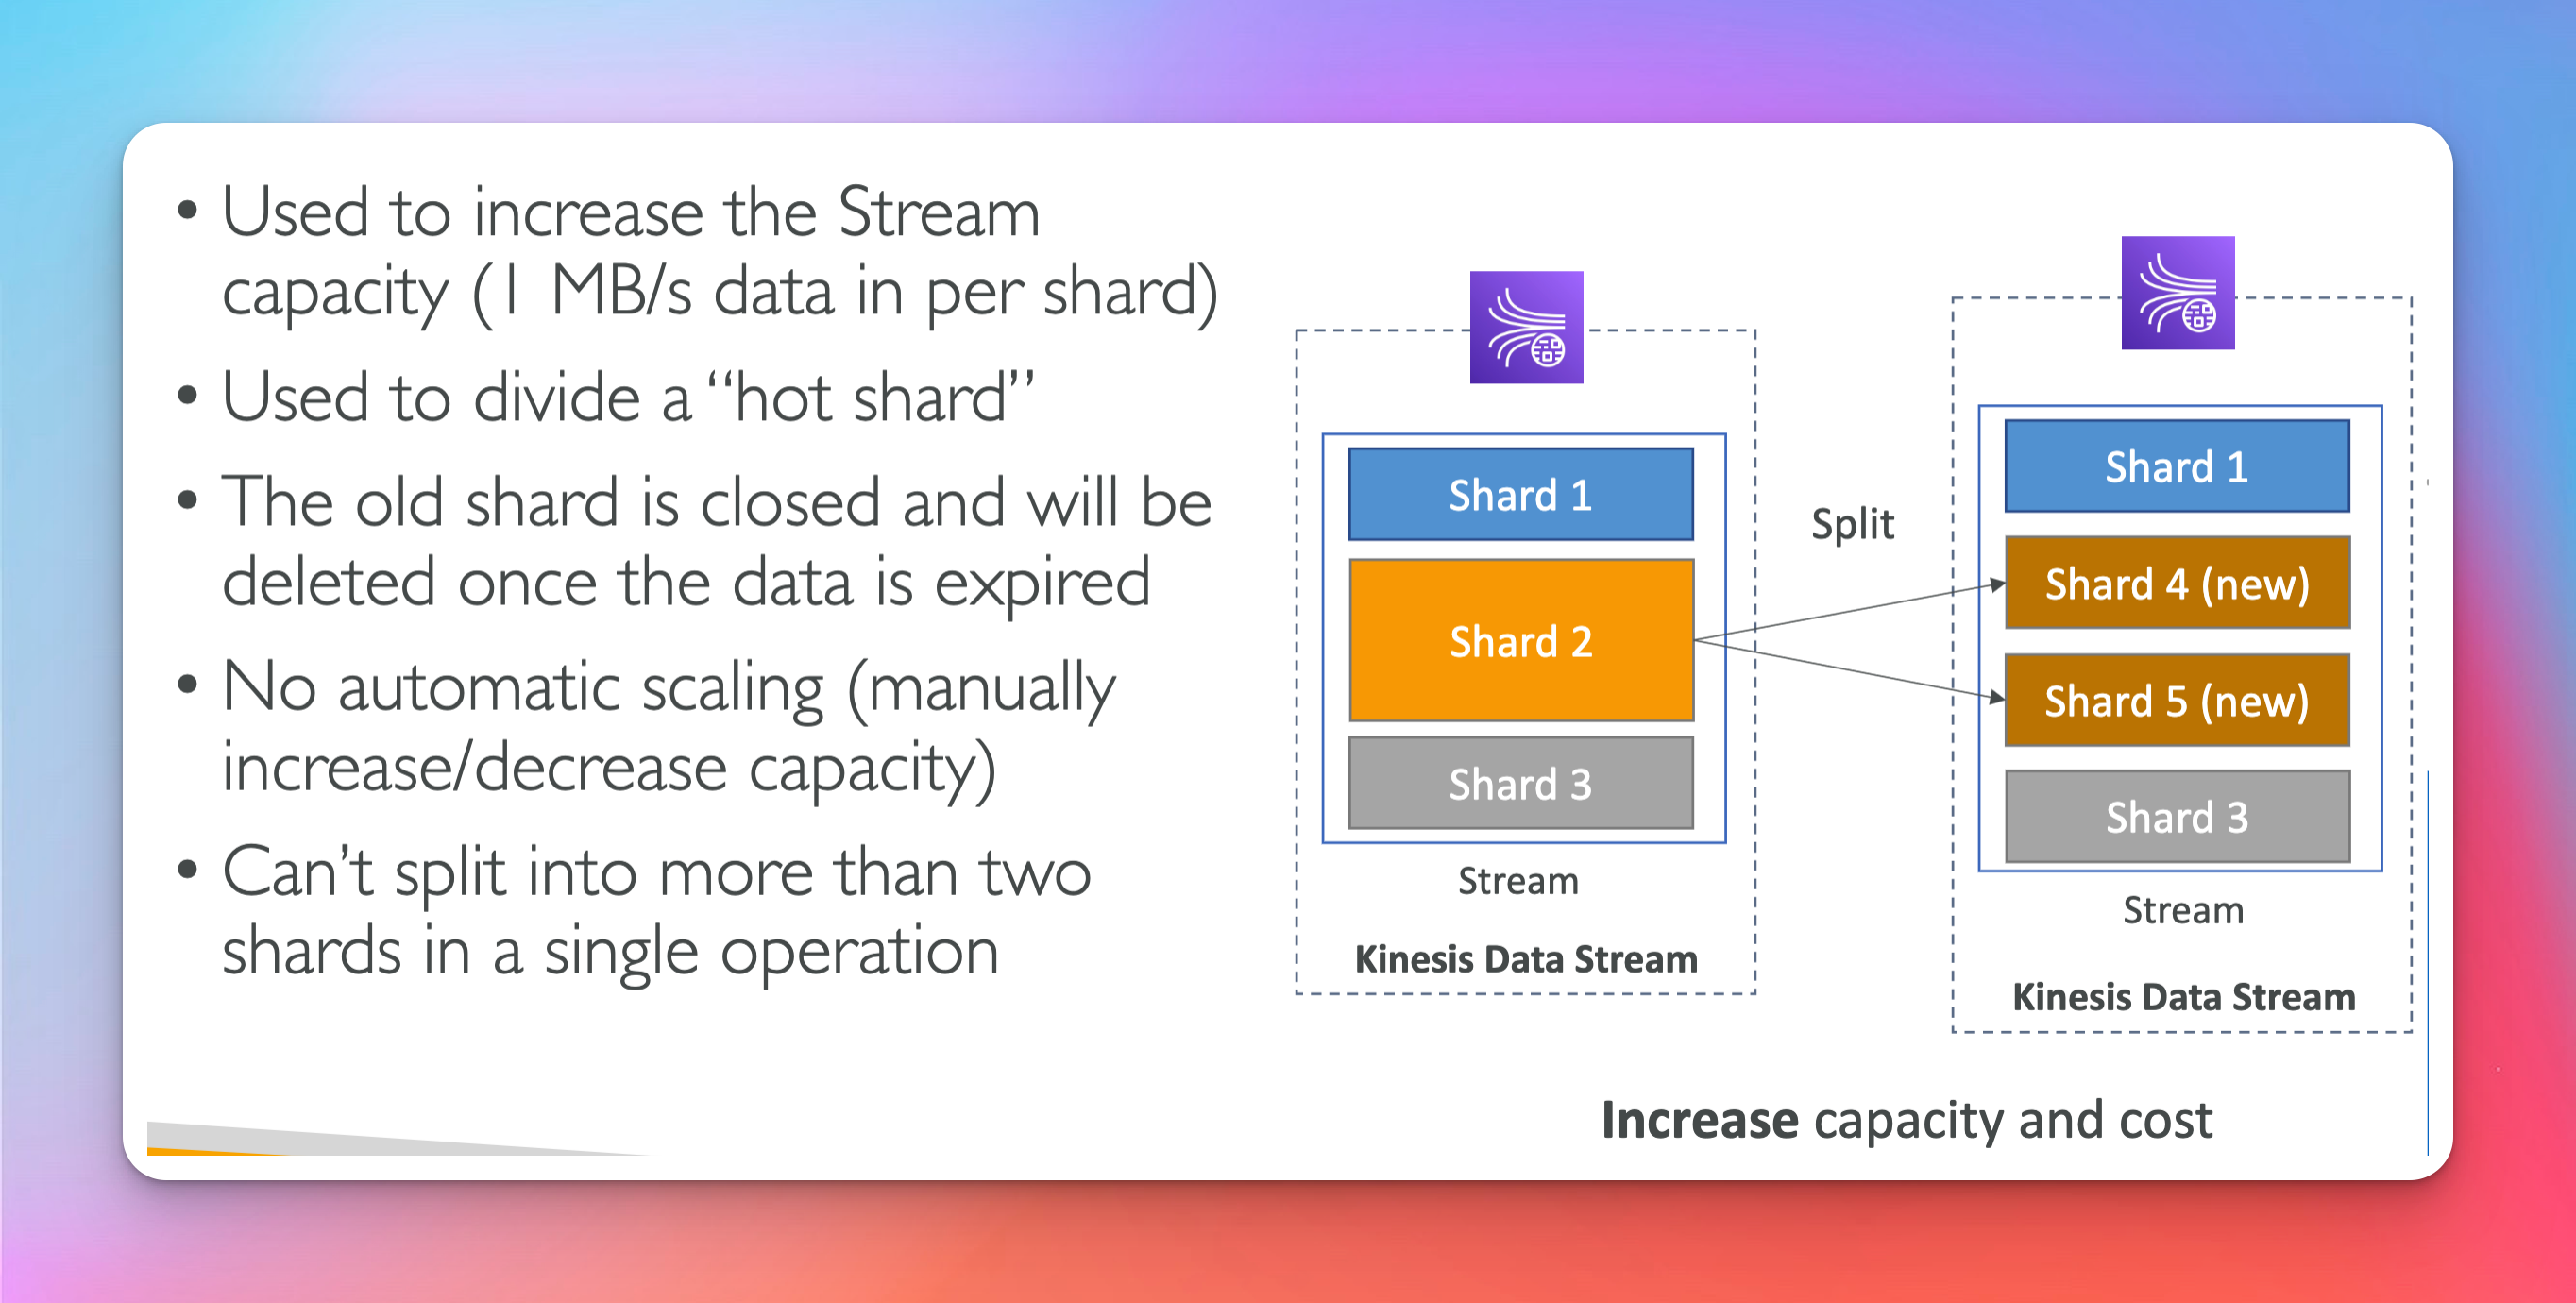 • Used to increase the Stream
capacity (1 MB/s data in per shard)
• Used to divide a “hot shard”
• The old shard is closed and will be
deleted once the data is expired
• No automatic scaling (manually
increase/decrease capacity)
• Can’t split into more than two
shards in a single operation
Shard 1
Shard 2
Shard 3
Stream
Kinesis Data Stream
Split
Shard 1
Shard 4 (new)
Shard 5 (new)
Shard 3
Stream
Kinesis Data Stream
Increase capacity and cost